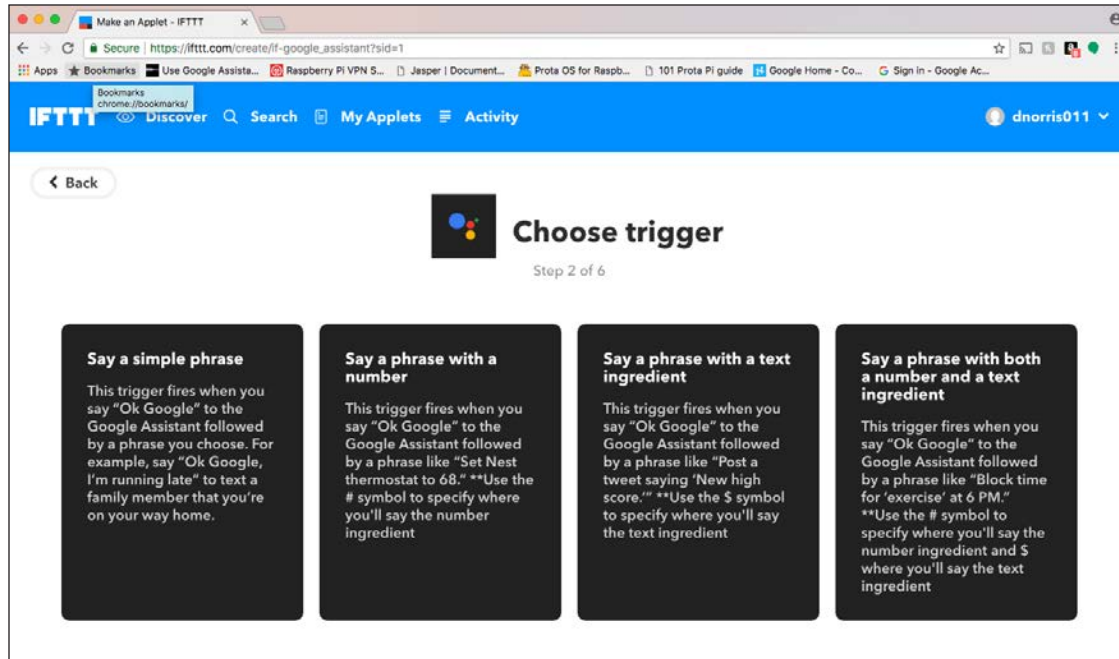 Make an Applet - IFTTT
Secure | https://ifttt.com/create/if-google_assistant?sid=1
Apps Bookmarks Use Google Assista... Raspberry Pi VPN S... Jasper | Document... Prota OS for Raspb... 101 Prota Pi guide Google Home - Co... Sign in - Google Ac...
Bookmarks
chrome://bookmarks/
IFTTT Discover Search My Applets Activity dnorris011
Back
Choose trigger
Step 2 of 6
Say a simple phrase
This trigger fires when you
say “Ok Google” to the
Google Assistant followed
by a phrase you choose. For
example, say “Ok Google,
I’m running late” to text a
family member that you’re
on your way home.
Say a phrase with a
number
This trigger fires when you
say “Ok Google” to the
Google Assistant followed
by a phrase like “Set Nest
thermostat to 68.” **Use the
# symbol to specify where
you'll say the number
ingredient
Say a phrase with a text
ingredient
This trigger fires when you
say “Ok Google” to the
Google Assistant followed
by a phrase like “Post a
tweet saying ‘New high
score.’” **Use the $ symbol
to specify where you'll say
the text ingredient
Say a phrase with both
a number and a text
ingredient
This trigger fires when you
say “Ok Google” to the
Google Assistant followed
by a phrase like “Block time
for ‘exercise’ at 6 PM.”
**Use the # symbol to
specify where you'll say the
number ingredient and $
where you'll say the text
ingredient